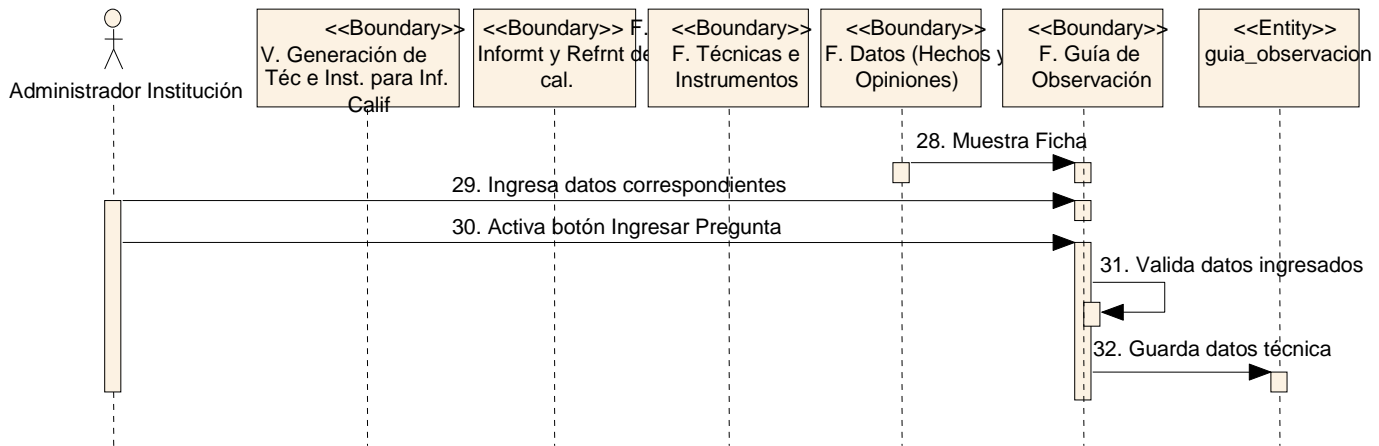 Administrador Institución
<<Boundary>>
V. Generación de
Téc e Inst. para Inf.
Calif
<<Boundary>> F.
Informt y Refrnt de
cal.
<<Boundary>>
F. Técnicas e
Instrumentos
<<Boundary>>
F. Datos (Hechos y
Opiniones)
<<Boundary>>
F. Guía de
Observación
<<Entity>>
guia_observacion
28. Muestra Ficha
29. Ingresa datos correspondientes
30. Activa botón Ingresar Pregunta
31. Valida datos ingresados
32. Guarda datos técnica